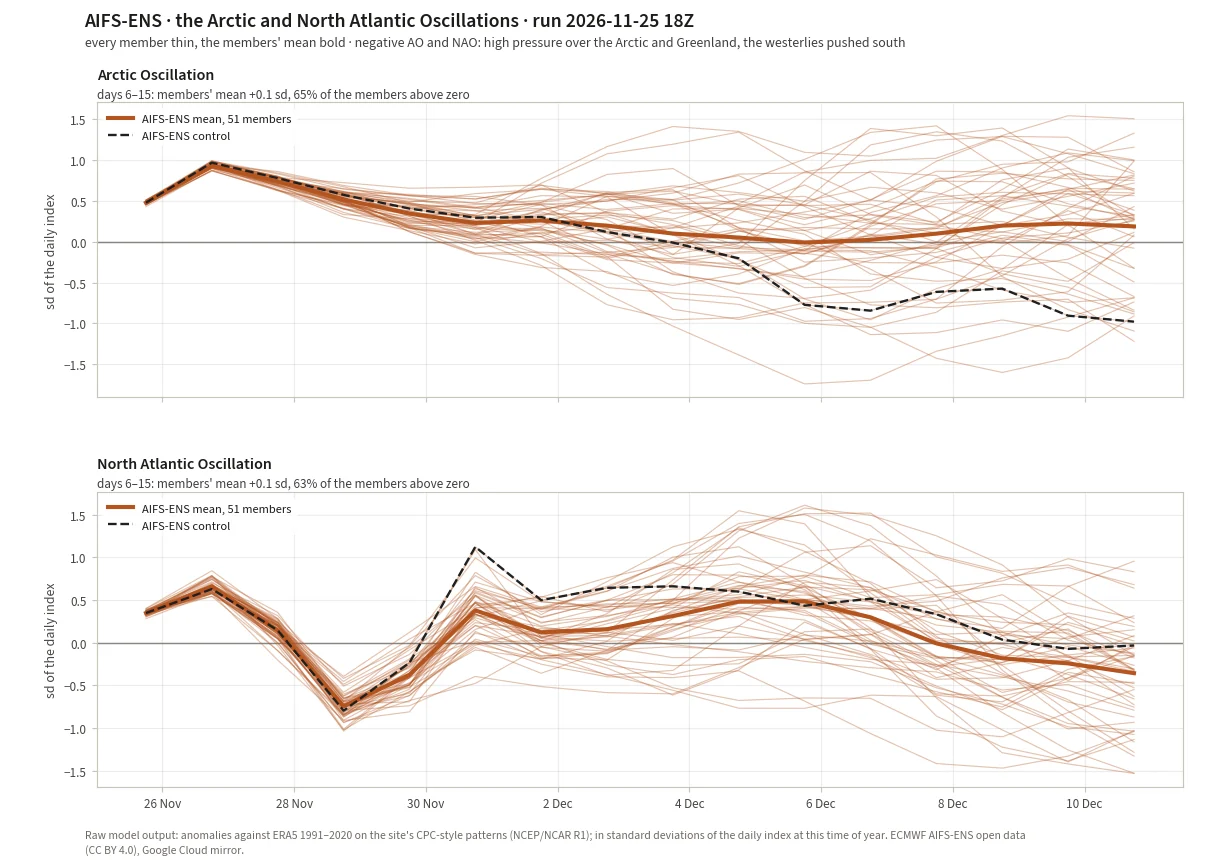 AIFS-ENS · the Arctic and North Atlantic Oscillations · run 2026-11-25 18Z
every member thin, the members' mean bold · negative AO and NAO: high pressure over the Arctic and Greenland, the westerlies pushed south
Arctic Oscillation
days 6–15: members' mean +0.1 sd, 65% of the members above zero
AIFS-ENS mean, 51 members
AIFS-ENS control
sd of the daily index
1.5
1.0
0.5
0.0
−0.5
−1.0
−1.5
North Atlantic Oscillation
days 6–15: members' mean +0.1 sd, 63% of the members above zero
AIFS-ENS mean, 51 members
AIFS-ENS control
sd of the daily index
1.5
1.0
0.5
0.0
−0.5
−1.0
−1.5
26 Nov 28 Nov 30 Nov 2 Dec 4 Dec 6 Dec 8 Dec 10 Dec
Raw model output: anomalies against ERA5 1991–2020 on the site's CPC-style patterns (NCEP/NCAR R1); in standard deviations of the daily index at this time of year. ECMWF AIFS-ENS open data
(CC BY 4.0), Google Cloud mirror.